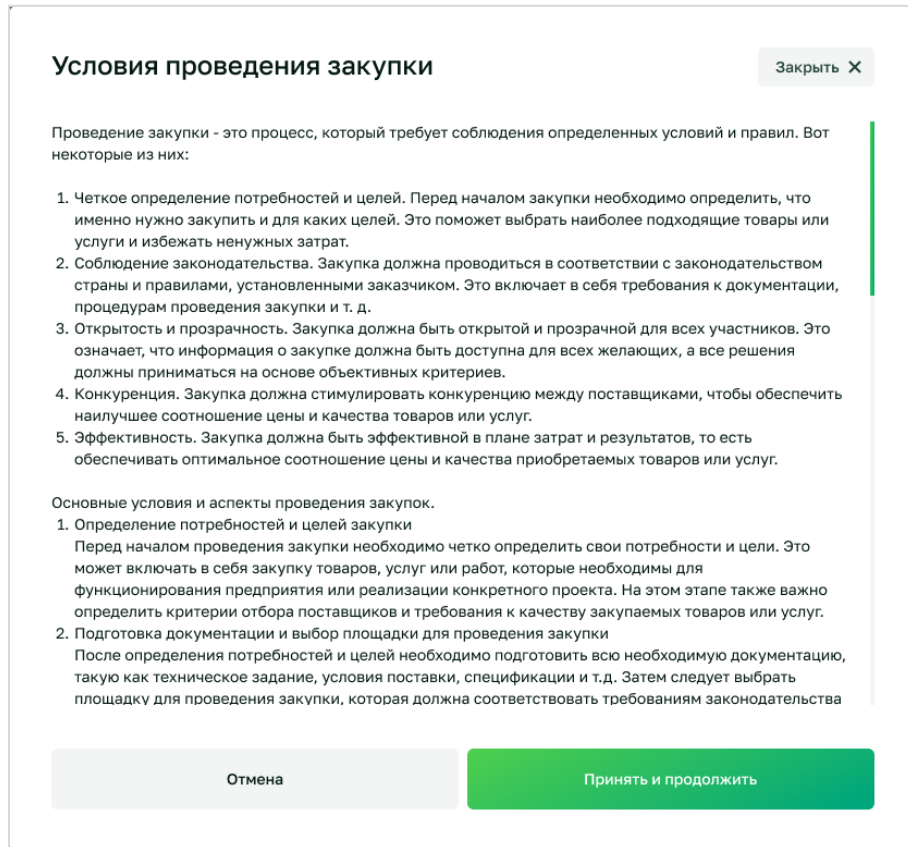 Условия проведения закупки
Закрыть
Проведение закупки - это процесс, который требует соблюдения определенных условий и правил. Вот
некоторые из них:
1. Четкое определение потребностей и целей. Перед началом закупки необходимо определить, что
именно нужно закупить и для каких целей. Это поможет выбрать наиболее подходящие товары или
услуги и избежать ненужных затрат.
2. Соблюдение законодательства. Закупка должна проводиться в соответствии с законодательством
страны и правилами, установленными заказчиком. Это включает в себя требования к документации,
процедурам проведения закупки и т. д.
3. Открытость и прозрачность. Закупка должна быть открытой и прозрачной для всех участников. Это
означает, что информация о закупке должна быть доступна для всех желающих, а все решения
должны приниматься на основе объективных критериев.
4. Конкуренция. Закупка должна стимулировать конкуренцию между поставщиками, чтобы обеспечить
наилучшее соотношение цены и качества товаров или услуг.
5. Эффективность. Закупка должна быть эффективной в плане затрат и результатов, то есть
обеспечивать оптимальное соотношение цены и качества приобретаемых товаров или услуг.
Основные условия и аспекты проведения закупок.
1. Определение потребностей и целей закупки
Перед началом проведения закупки необходимо четко определить свои потребности и цели. Это
может включать в себя закупку товаров, услуг или работ, которые необходимы для
функционирования предприятия или реализации конкретного проекта. На этом этапе также важно
определить критерии отбора поставщиков и требования к качеству закупаемых товаров или услуг.
2. Подготовка документации и выбор площадки для проведения закупки
После определения потребностей и целей необходимо подготовить всю необходимую документацию,
такую как техническое задание, условия поставки, спецификации и т.д. Затем следует выбрать
площадку для проведения закупки, которая должна соответствовать требованиям законодательства
Отмена
Принять и продолжить